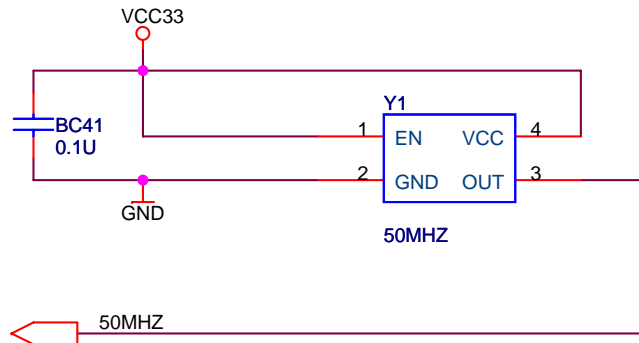 VCC33
BC41
0.1U
Y1
1 EN VCC 4
2 GND OUT 3
GND
50MHZ
50MHZ